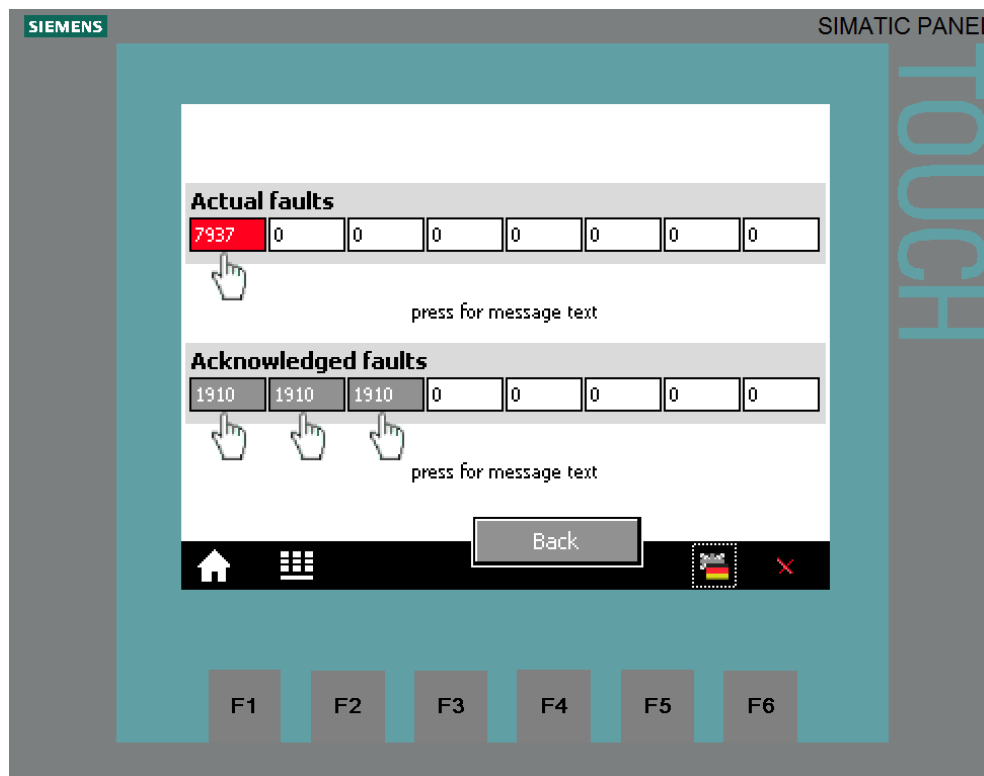 SIEMENS
SIMATIC PANEL
TOUCH
Actual faults
7937 0 0 0 0 0 0 0
press for message text
Acknowledged faults
1910 1910 1910 0 0 0 0 0
press for message text
Back
F1 F2 F3 F4 F5 F6